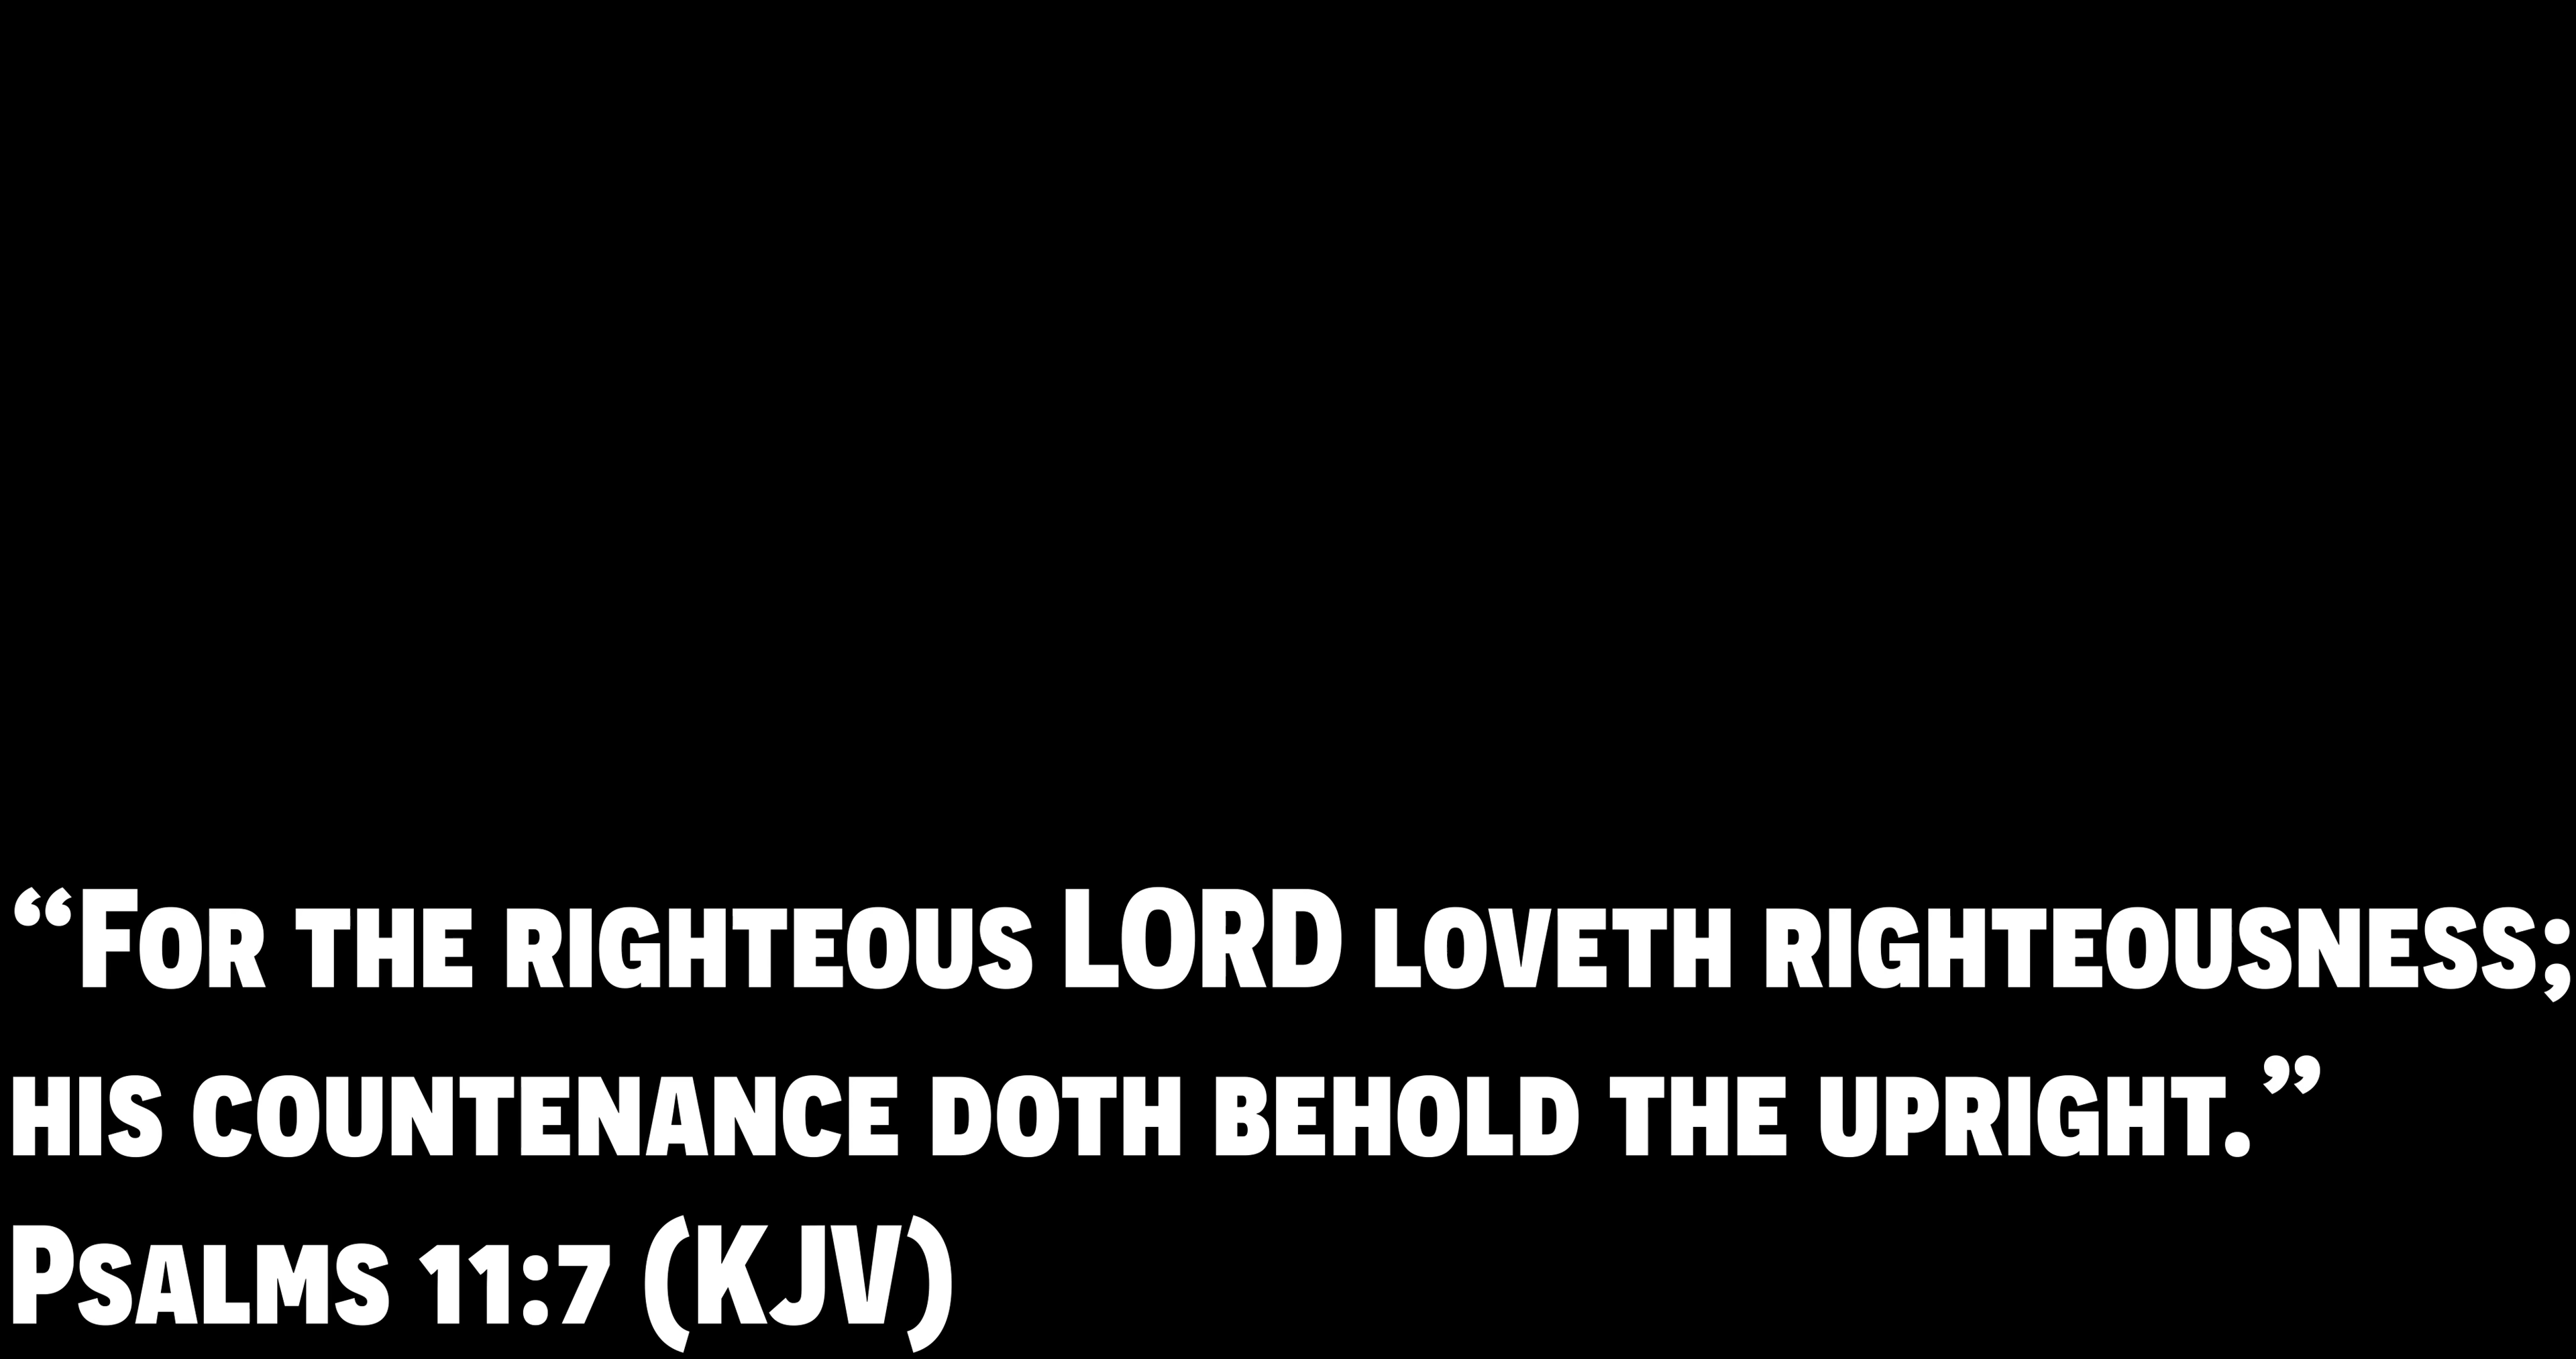 “For the righteous LORD loveth righteousness;
his countenance doth behold the upright.”
Psalms 11:7 (KJV)